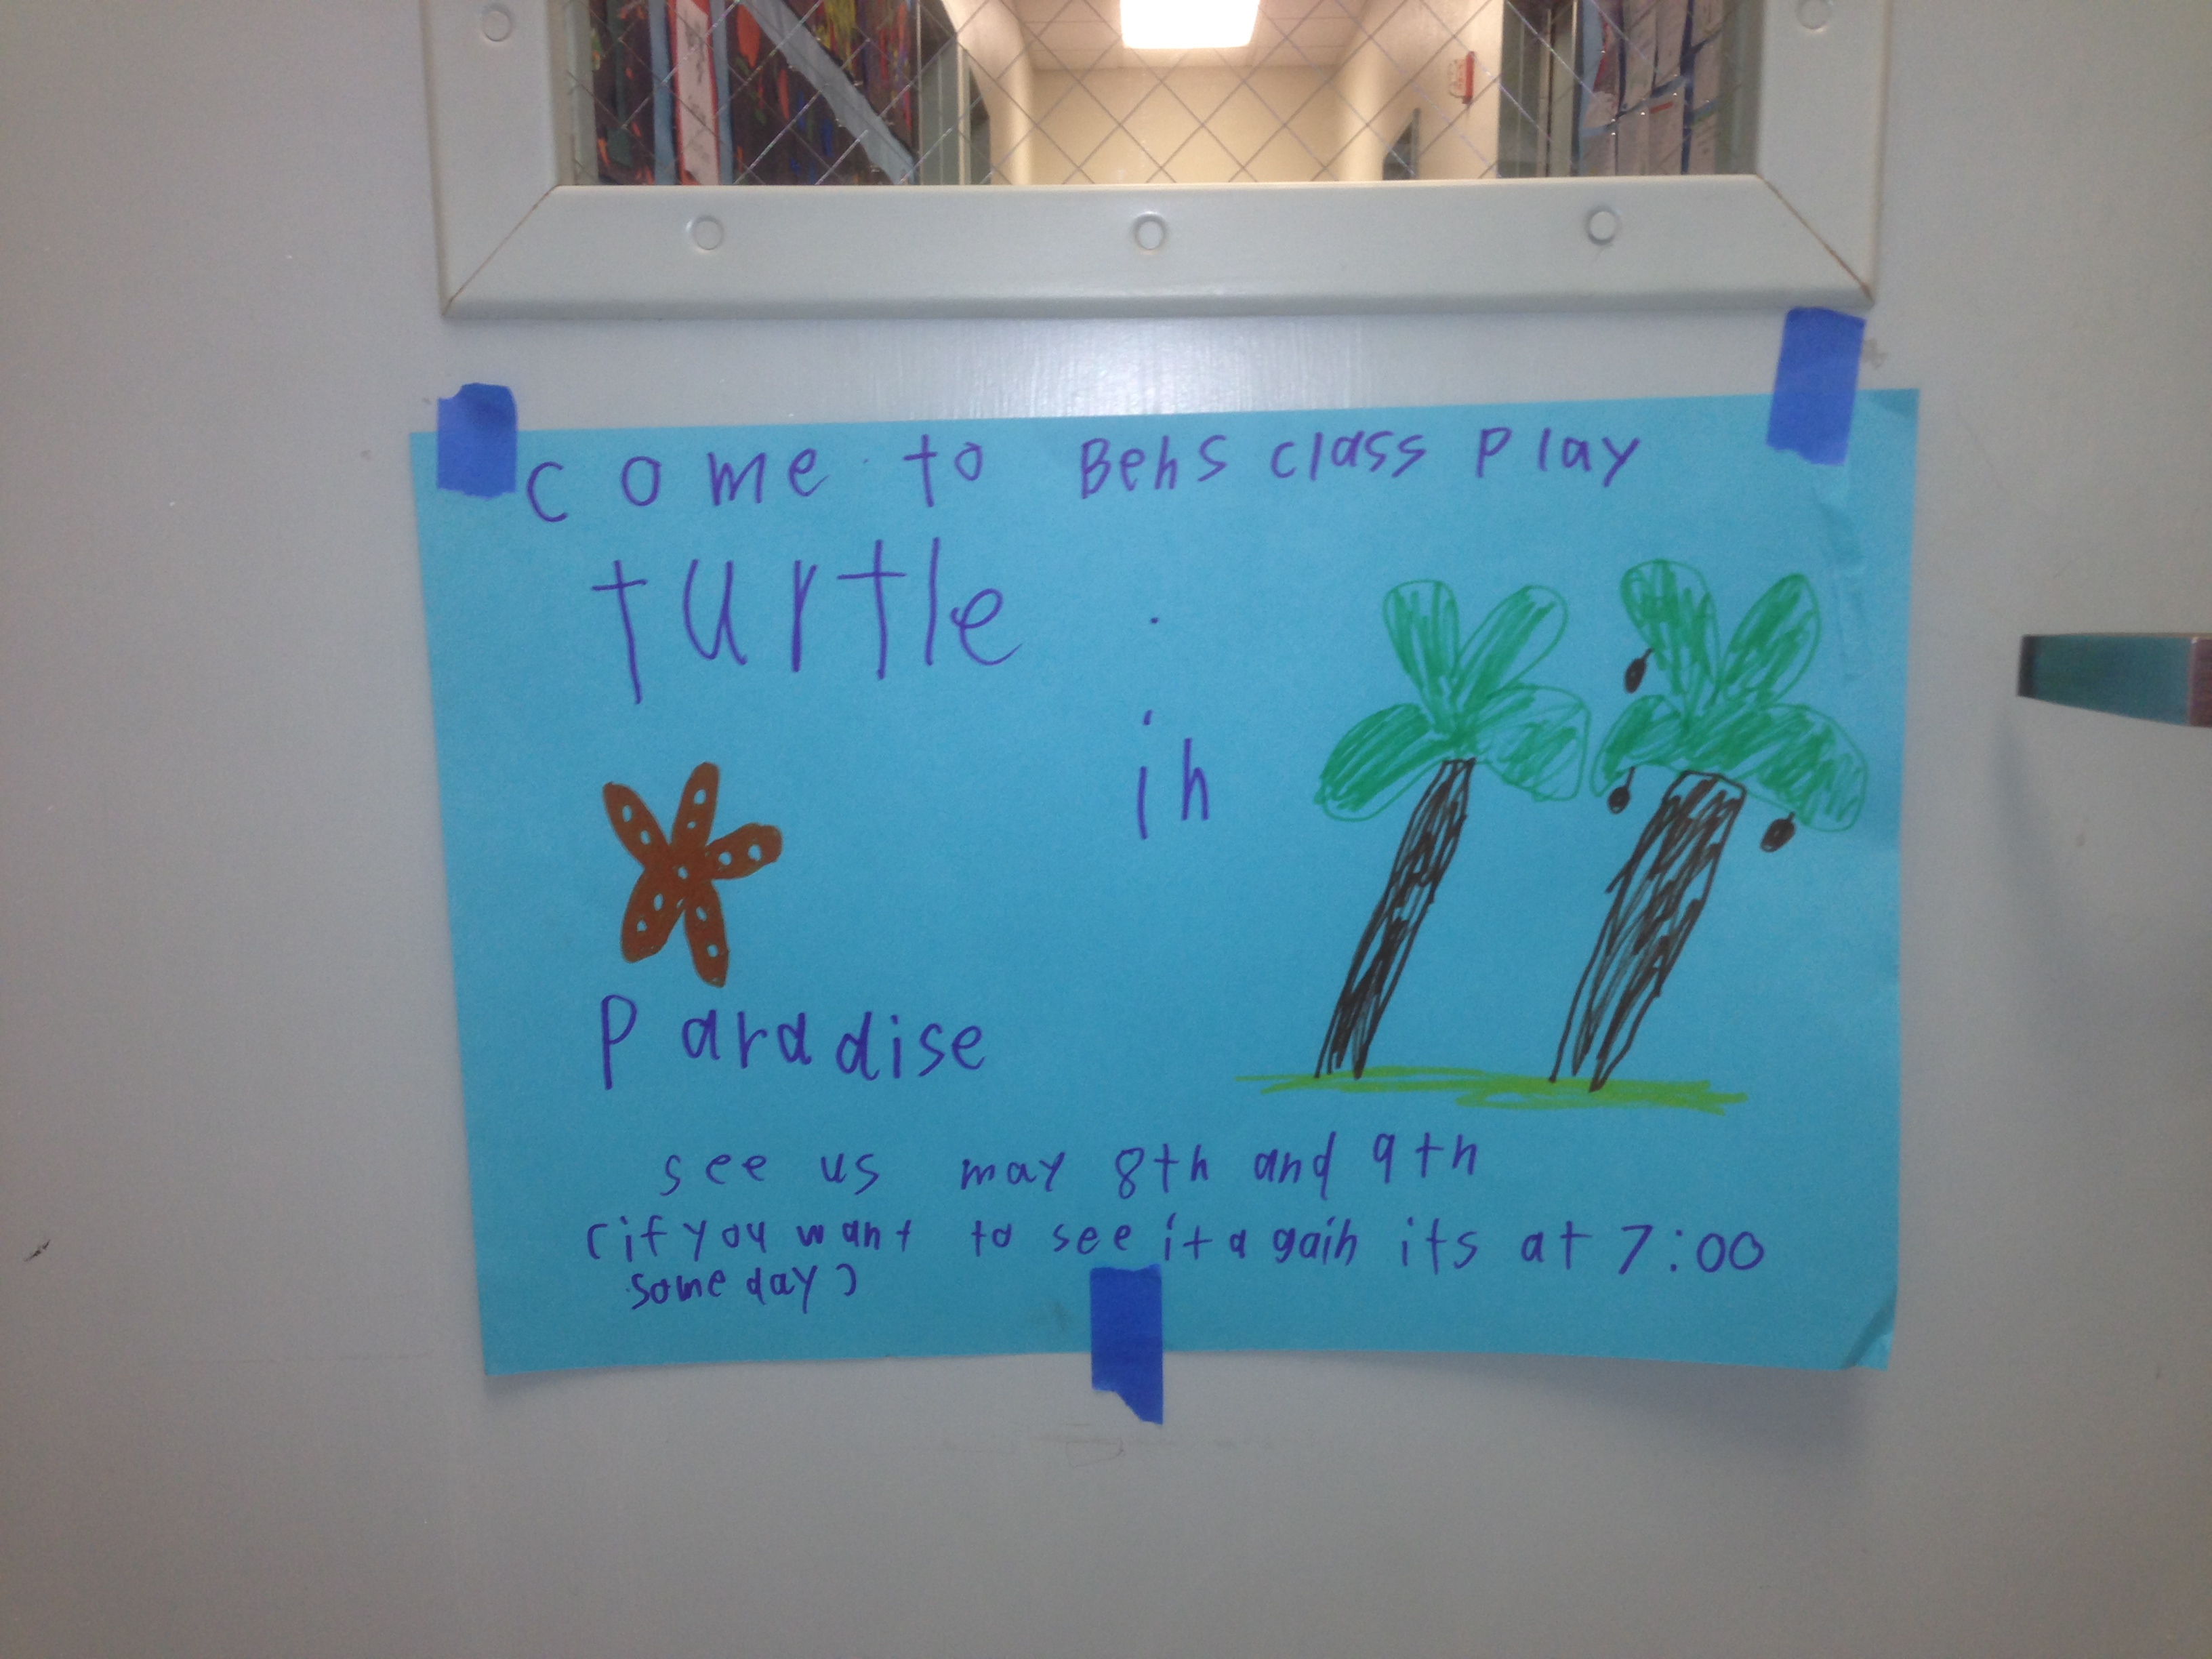 come to Bens class play
turtle
in
Paradise
see us may 8th and 9th
(if you want to see it again its at 7:00
some day)